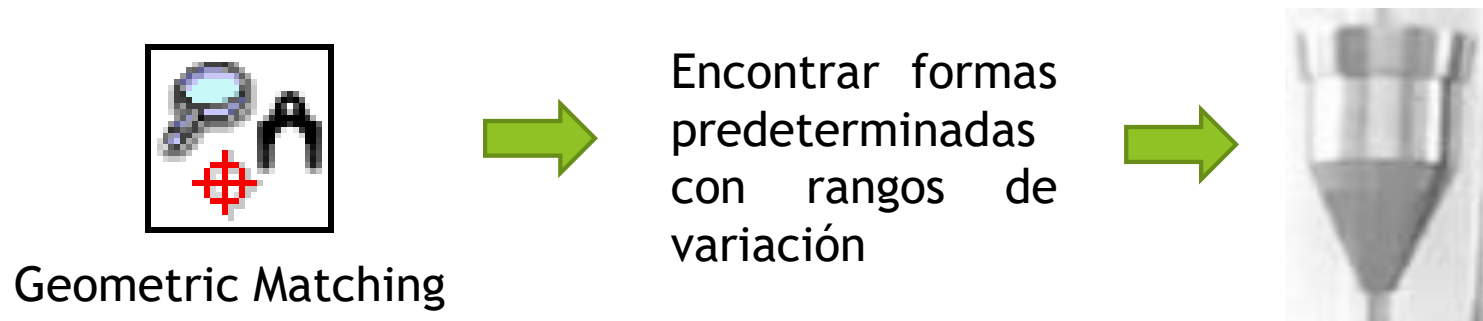 Geometric Matching
Encontrar formas
predeterminadas
con rangos de
variación